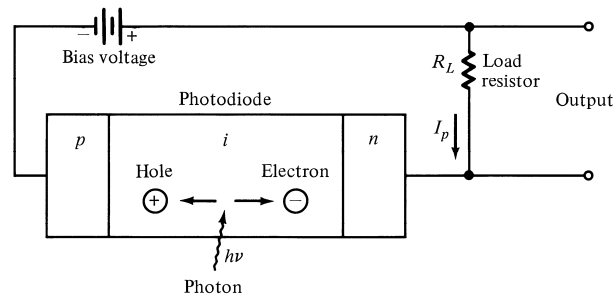 − +
Bias voltage
R_L Load
resistor
Output
Photodiode
I_p
p i n
Hole Electron
+ −
hν
Photon